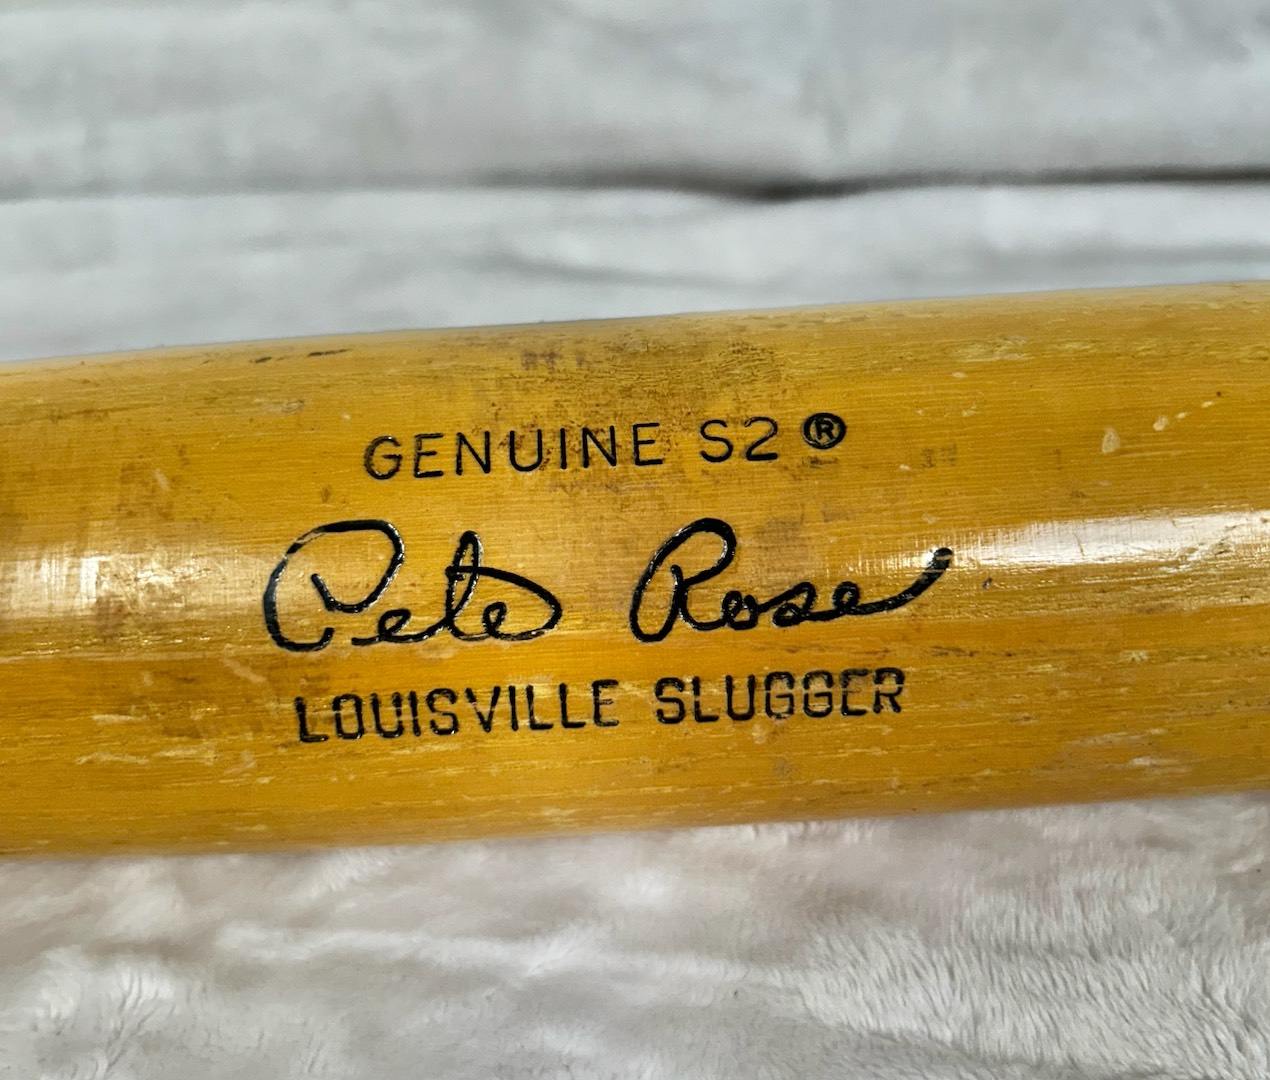 GENUINE S2 ®
Pete Rose
LOUISVILLE SLUGGER